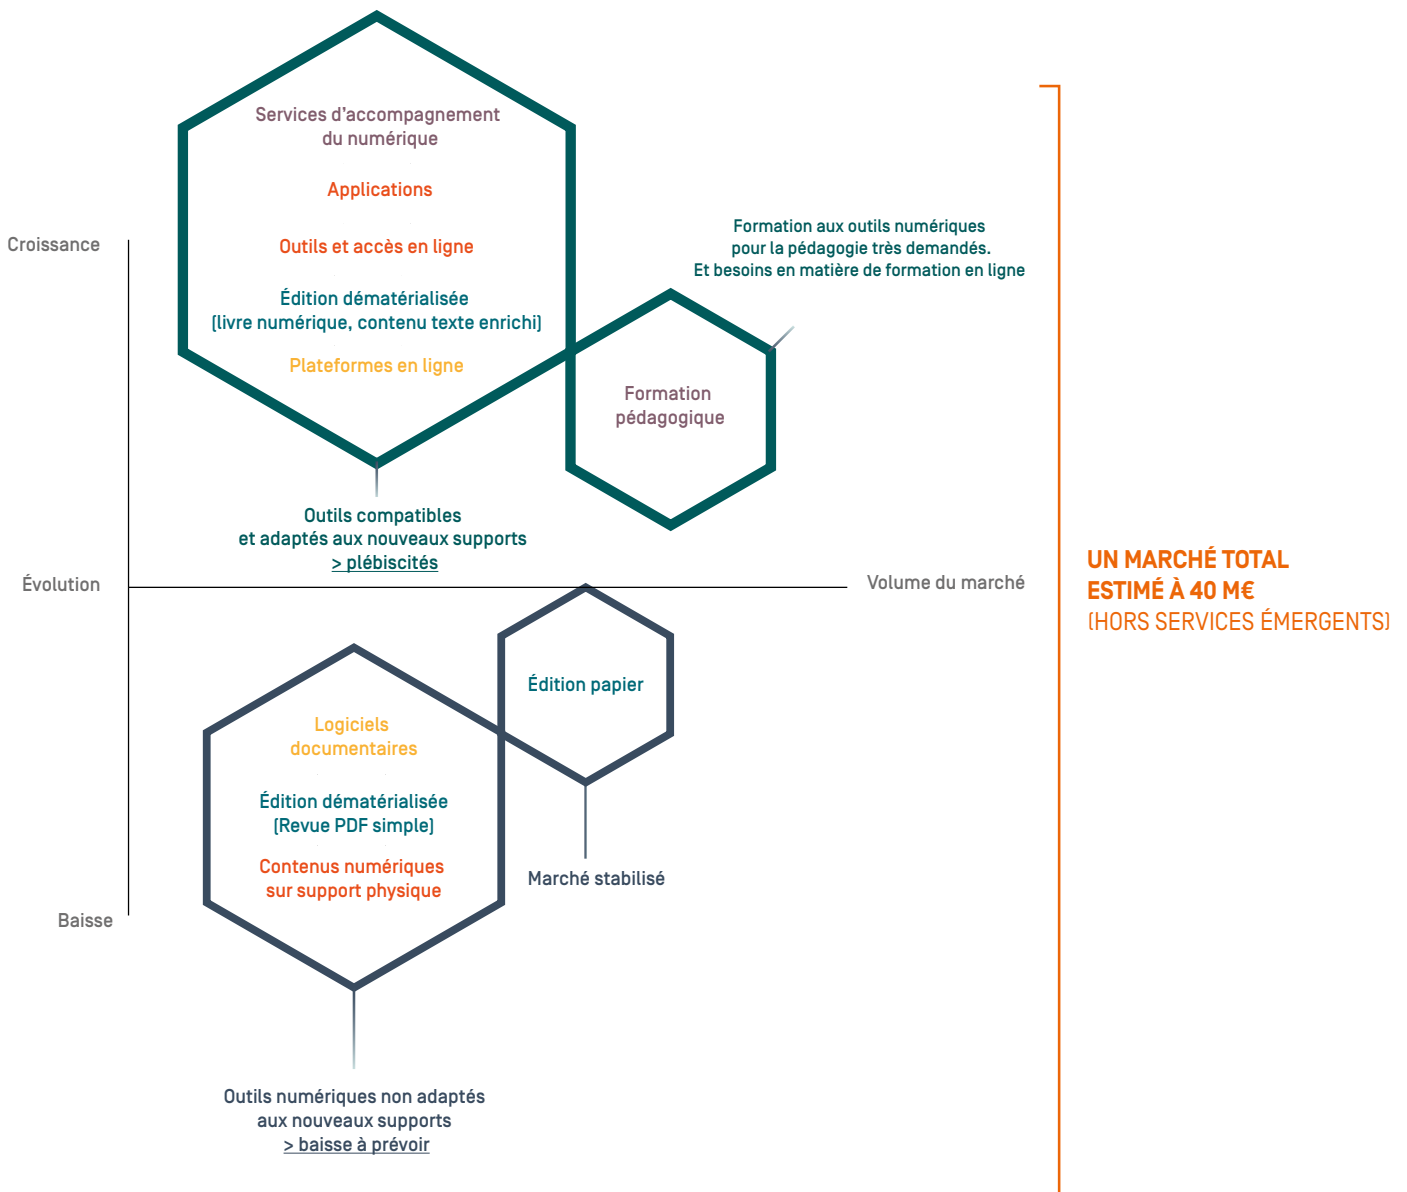 Services d'accompagnement
du numérique
Applications
Outils et accès en ligne
Édition dématérialisée
(livre numérique, contenu texte enrichi)
Plateformes en ligne
Croissance
Formation aux outils numériques
pour la pédagogie très demandés.
Et besoins en matière de formation en ligne
Formation
pédagogique
Outils compatibles
et adaptés aux nouveaux supports
> plébiscités
Évolution
Volume du marché
UN MARCHÉ TOTAL
ESTIMÉ À 40 M€
(HORS SERVICES ÉMERGENTS)
Édition papier
Logiciels
documentaires
Édition dématérialisée
(Revue PDF simple)
Contenus numériques
sur support physique
Marché stabilisé
Baisse
Outils numériques non adaptés
aux nouveaux supports
> baisse à prévoir